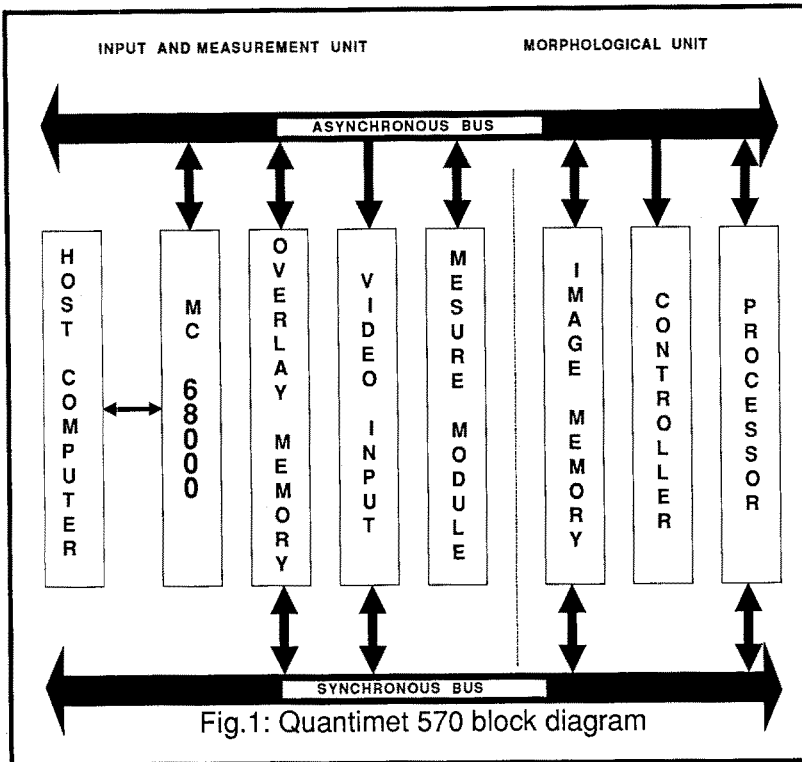 INPUT AND MEASUREMENT UNIT
MORPHOLOGICAL UNIT
ASYNCHRONOUS BUS
HOST COMPUTER
MC 68000
OVERLAY MEMORY
VIDEO INPUT
MESURE MODULE
IMAGE MEMORY
CONTROLLER
PROCESSOR
SYNCHRONOUS BUS
Fig.1: Quantimet 570 block diagram